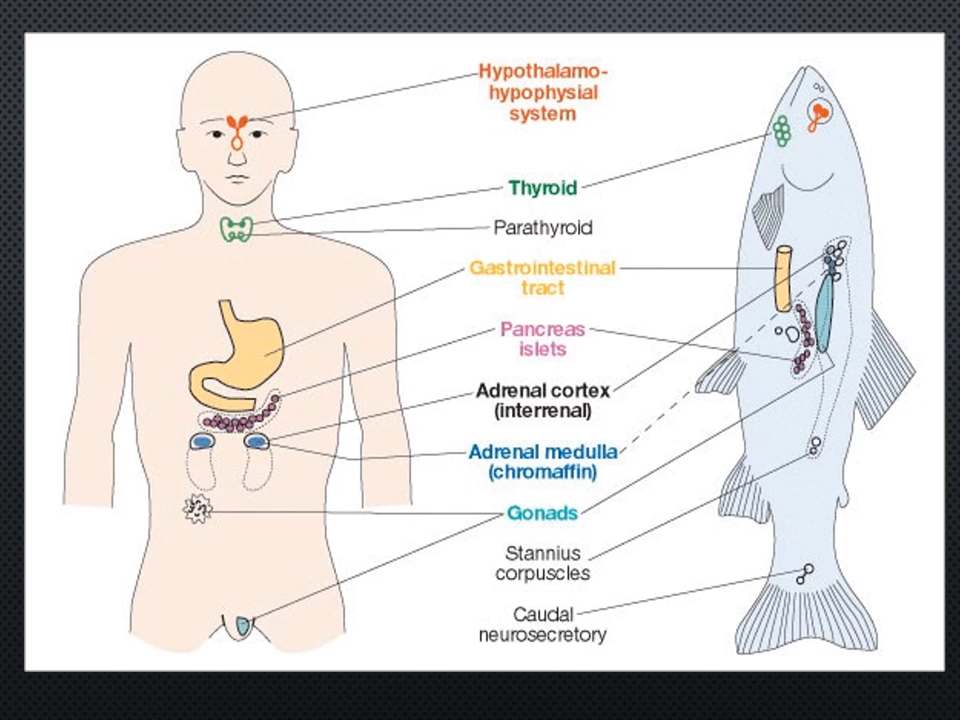 Hypothalamo-
hypophysial
system
Thyroid
Parathyroid
Gastrointestinal
tract
Pancreas
islets
Adrenal cortex
(interrenal)
Adrenal medulla
(chromaffin)
Gonads
Stannius
corpuscles
Caudal
neurosecretory